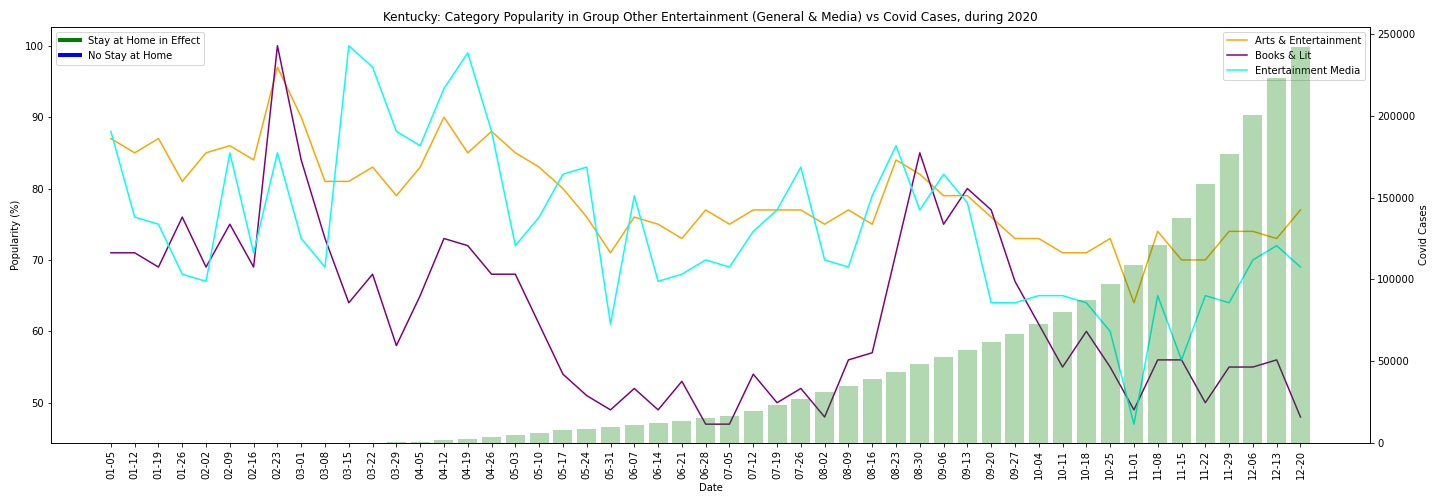 Kentucky: Category Popularity in Group Other Entertainment (General & Media) vs Covid Cases, during 2020
Stay at Home in Effect
No Stay at Home
Arts & Entertainment
Books & Lit
Entertainment Media
Popularity (%)
100
90
80
70
60
50
250000
200000
150000
100000
50000
0
Covid Cases
01-05 01-12 01-19 01-26 02-02 02-09 02-16 02-23 03-01 03-08 03-15 03-22 03-29 04-05 04-12 04-19 04-26 05-03 05-10 05-17 05-24 05-31 06-07 06-14 06-21 06-28 07-05 07-12 07-19 07-26 08-02 08-09 08-16 08-23 08-30 09-06 09-13 09-20 09-27 10-04 10-11 10-18 10-25 11-01 11-08 11-15 11-22 11-29 12-06 12-13 12-20
Date